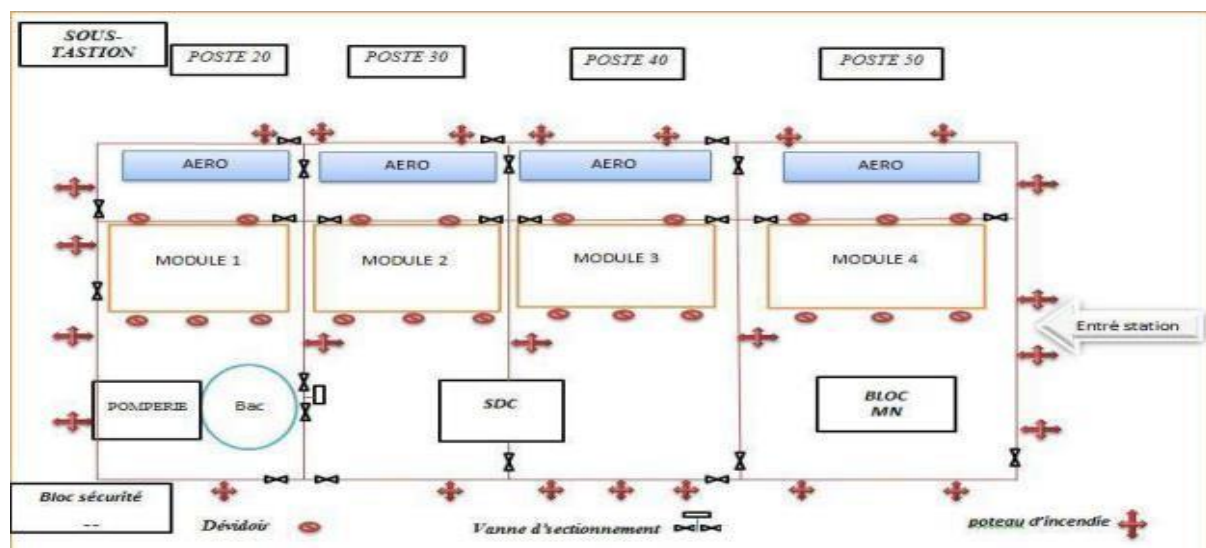 SOUS-
TASTION
POSTE 20
POSTE 30
POSTE 40
POSTE 50
AERO
AERO
AERO
AERO
MODULE 1
MODULE 2
MODULE 3
MODULE 4
Entré station
POMPERIE
Bac
SDC
BLOC
MN
Bloc sécurité
--
Dévidoir
Vanne d'sectionnement
poteau d'incendie